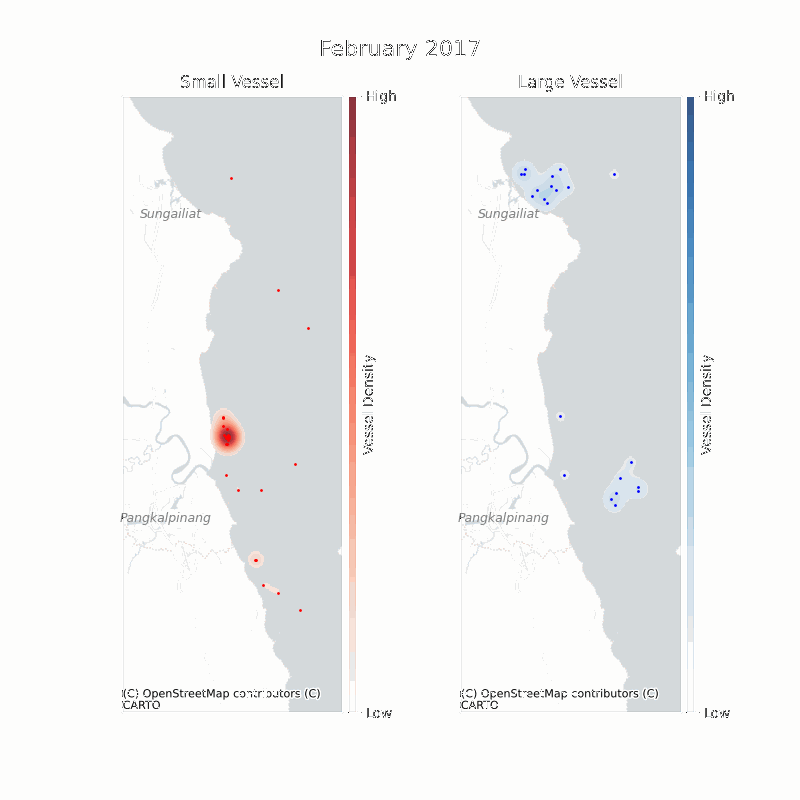 February 2017
Small Vessel
Large Vessel
High
High
Sungailiat
Sungailiat
Vessel Density
Vessel Density
Pangkalpinang
Pangkalpinang
(C) OpenStreetMap contributors (C)
CARTO
(C) OpenStreetMap contributors (C)
CARTO
Low
Low